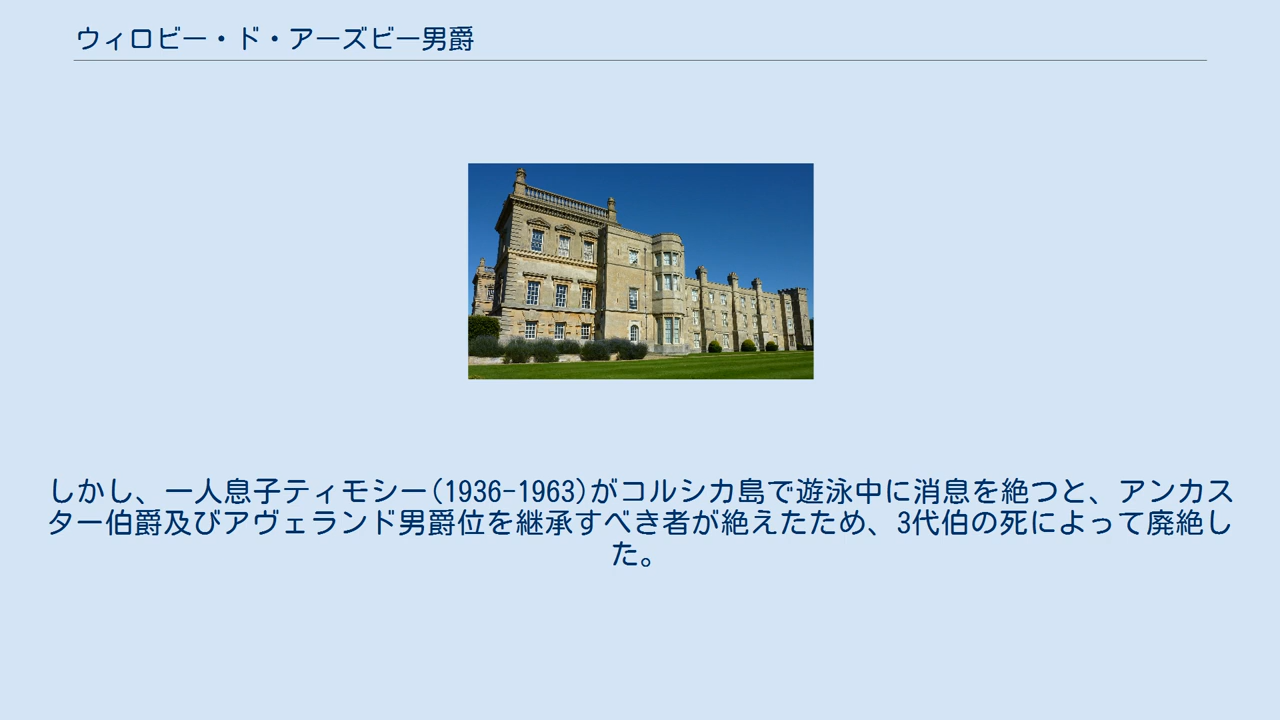 ウィロビー・ド・アーズビー男爵
しかし、一人息子ティモシー(1936-1963)がコルシカ島で遊泳中に消息を絶つと、アンカス
ター伯爵及びアヴェランド男爵位を継承すべき者が絶えたため、3代伯の死によって廃絶し
た。